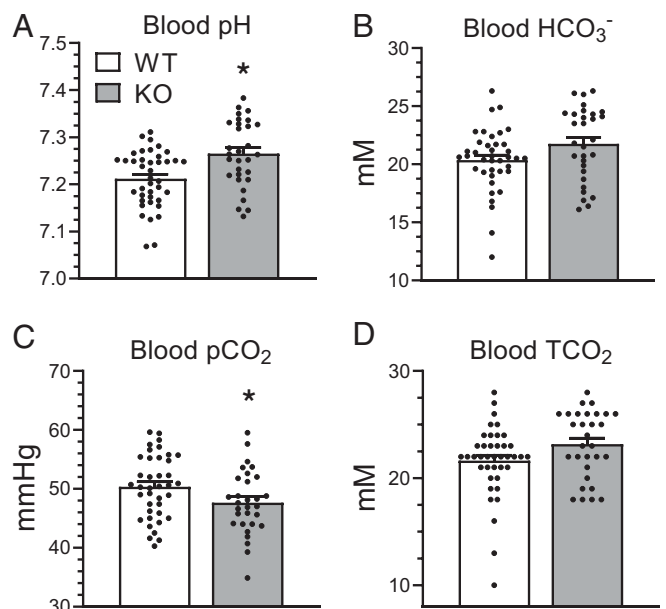 A
Blood pH
7.5
7.4
7.3
7.2
7.1
7.0
WT
KO
*
B
Blood HCO₃⁻
mM
30
25
20
15
10
C
Blood pCO₂
mmHg
70
60
50
40
30
*
D
Blood TCO₂
mM
30
20
10